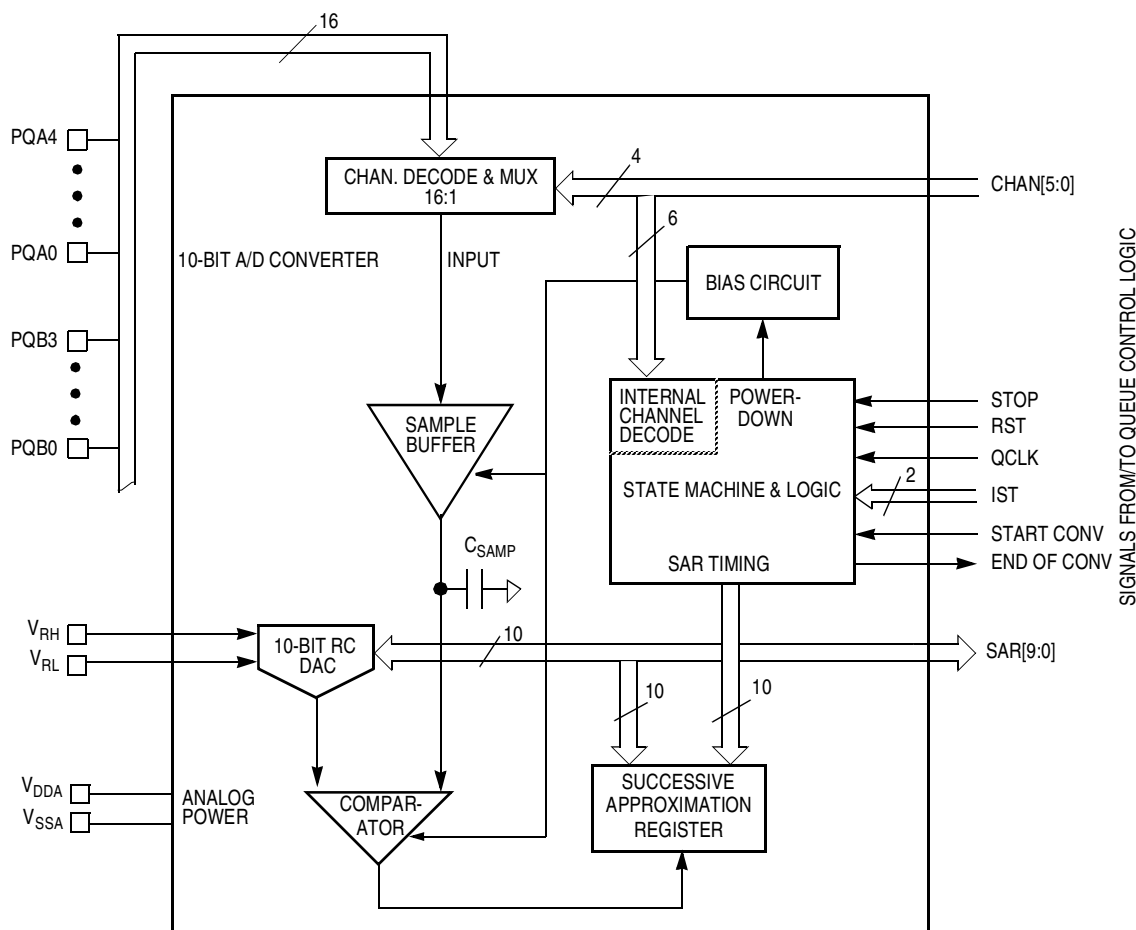 16
PQA4
CHAN. DECODE & MUX
16:1
4
CHAN[5:0]
6
PQA0
10-BIT A/D CONVERTER
INPUT
BIAS CIRCUIT
SIGNALS FROM/TO QUEUE CONTROL LOGIC
PQB3
INTERNAL
CHANNEL
DECODE
POWER-
DOWN
STOP
RST
SAMPLE
BUFFER
PQB0
QCLK
STATE MACHINE & LOGIC
2
IST
START CONV
CSAMP
SAR TIMING
END OF CONV
VRH
VRL
10-BIT RC
DAC
10
SAR[9:0]
10
10
VDDA
VSSA
ANALOG
POWER
COMPAR-
ATOR
SUCCESSIVE
APPROXIMATION
REGISTER